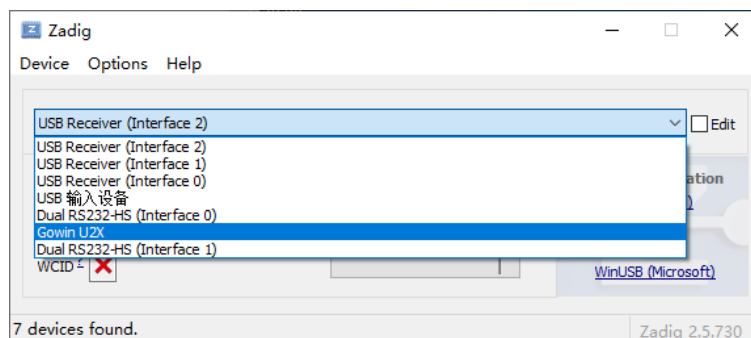 Zadig
Device Options Help
USB Receiver (Interface 2)
Edit
USB Receiver (Interface 2)
USB Receiver (Interface 1)
USB Receiver (Interface 0)
USB 输入设备
Dual RS232-HS (Interface 0)
Gowin U2X
Dual RS232-HS (Interface 1)
ation
)
WCID ?
WinUSB (Microsoft)
7 devices found.
Zadig 2.5.730